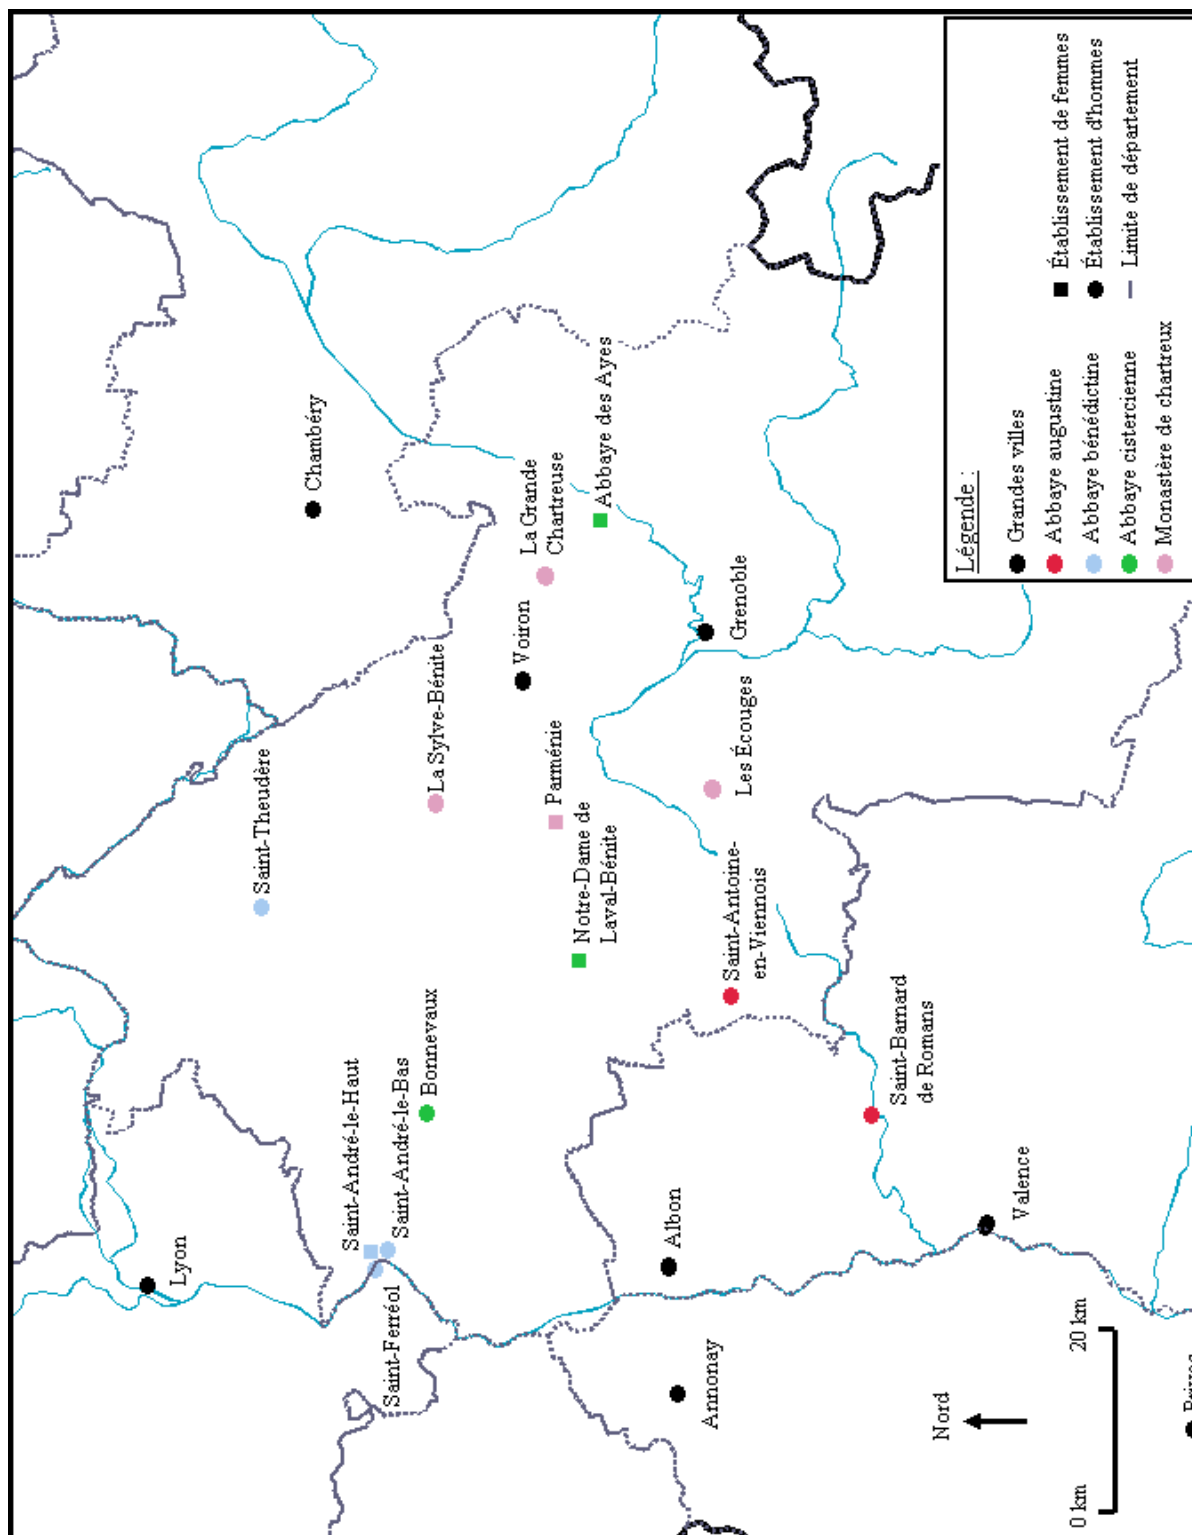 Lyon
Saint-Theudère
Chambéry
Saint-André-le-Haut
Saint-Ferréol
Saint-André-le-Bas
Bonnevaux
La Sylve-Bénite
Voiron
La Grande
Chartreuse
Parménie
Notre-Dame de
Laval-Bénite
Abbaye des Ayes
Albon
Annonay
Saint-Antoine-
en-Viennois
Grenoble
Les Écouges
Saint-Barnard
de Romans
Valence
Nord
0 km 20 km
Légende :
Grandes villes
Abbaye augustine
Abbaye bénédictine
Abbaye cistercienne
Monastère de chartreux
Établissement de femmes
Établissement d'hommes
Limite de département